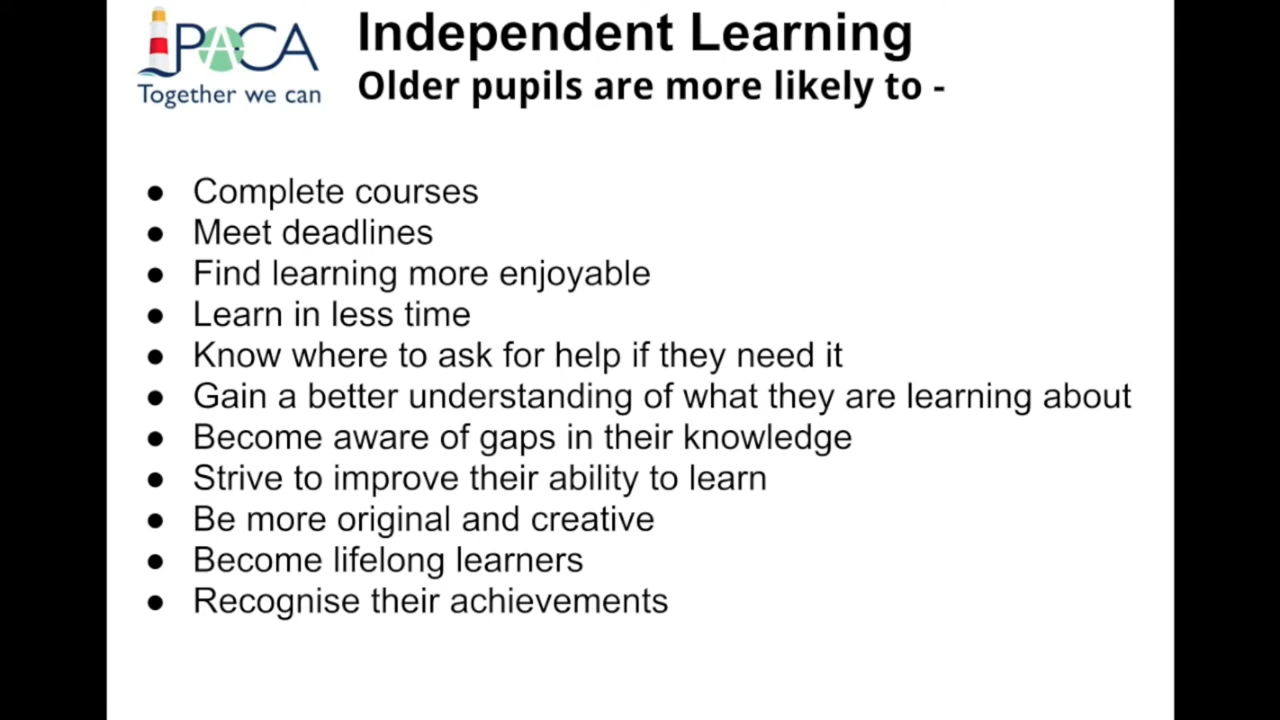 PACA
Together we can
Independent Learning
Older pupils are more likely to -
● Complete courses
● Meet deadlines
● Find learning more enjoyable
● Learn in less time
● Know where to ask for help if they need it
● Gain a better understanding of what they are learning about
● Become aware of gaps in their knowledge
● Strive to improve their ability to learn
● Be more original and creative
● Become lifelong learners
● Recognise their achievements